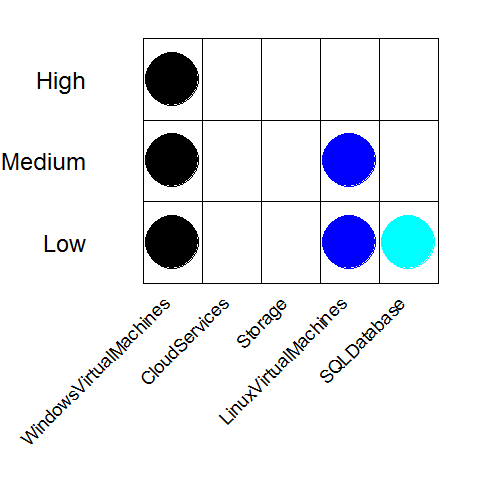 High
Medium
Low
WindowsVirtualMachines
CloudServices
Storage
LinuxVirtualMachines
SQLDatabase